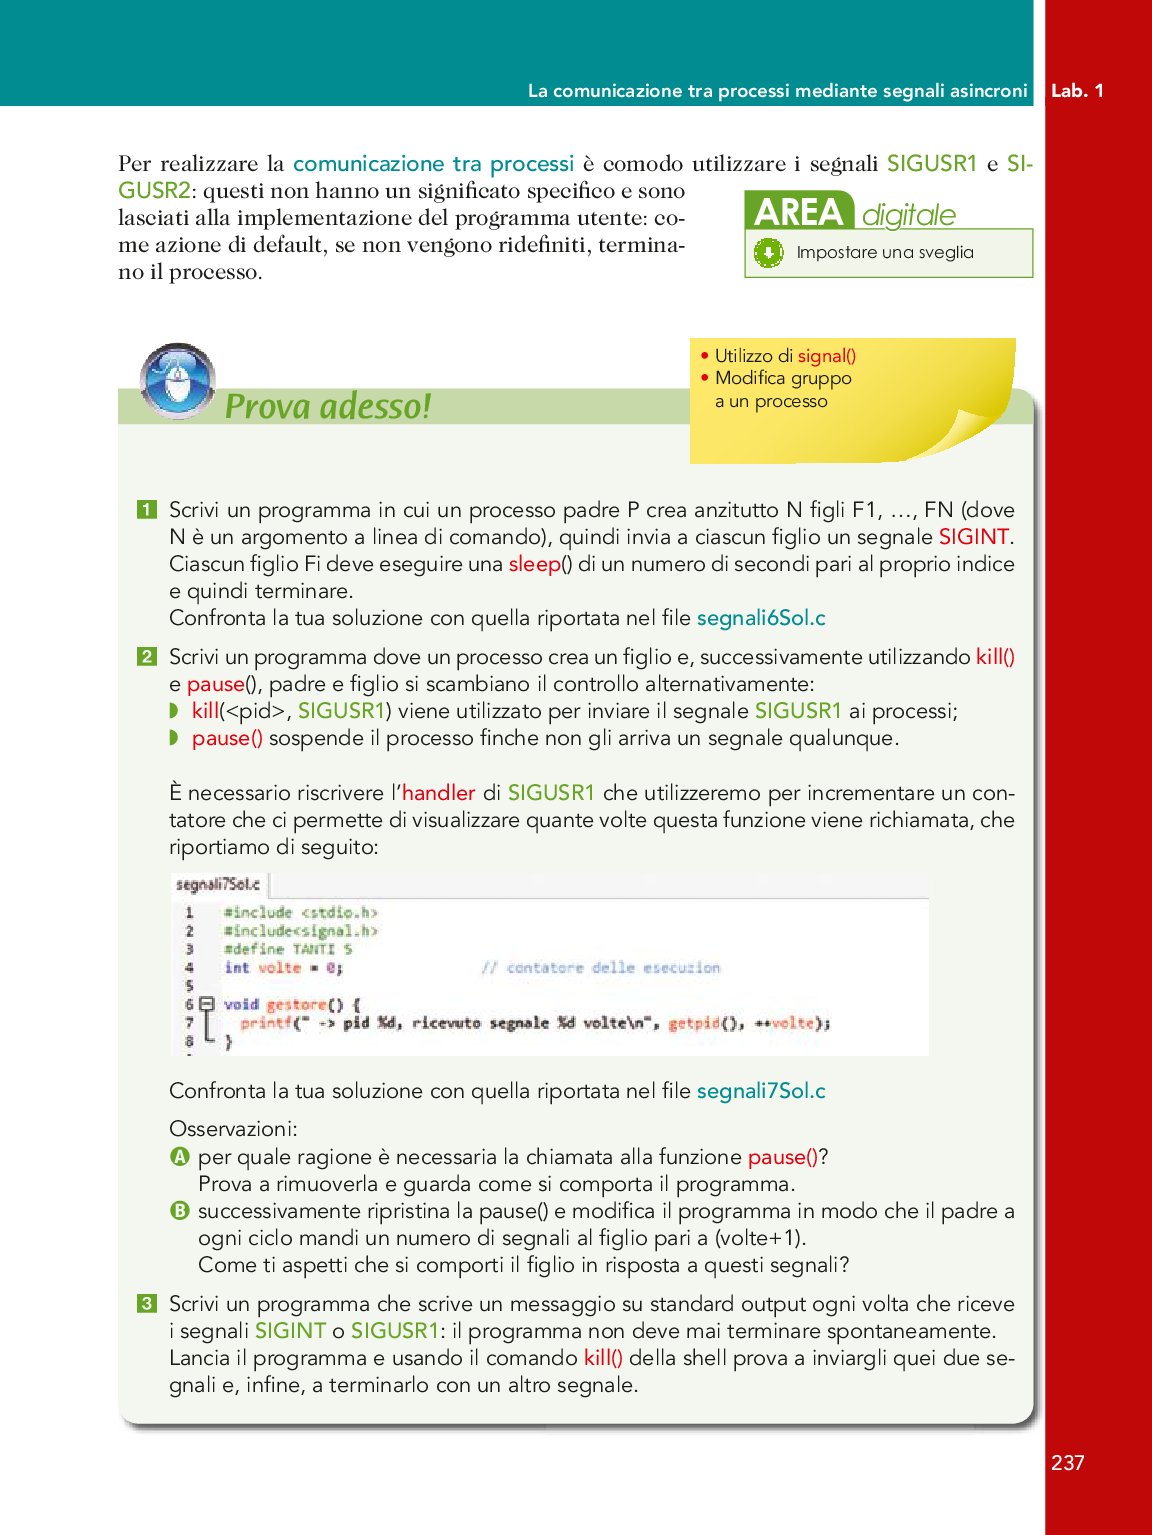 La comunicazione tra processi mediante segnali asincroni Lab. 1
Per realizzare la comunicazione tra processi è comodo utilizzare i segnali SIGUSR1 e SI-
GUSR2: questi non hanno un significato specifico e sono
lasciati alla implementazione del programma utente: co-
me azione di default, se non vengono ridefiniti, termina-
no il processo.
AREA digitale
Impostare una sveglia
• Utilizzo di signal()
• Modifica gruppo
a un processo
Prova adesso!
1 Scrivi un programma in cui un processo padre P crea anzitutto N figli F1, …, FN (dove
N è un argomento a linea di comando), quindi invia a ciascun figlio un segnale SIGINT.
Ciascun figlio Fi deve eseguire una sleep() di un numero di secondi pari al proprio indice
e quindi terminare.
Confronta la tua soluzione con quella riportata nel file segnali6Sol.c
2 Scrivi un programma dove un processo crea un figlio e, successivamente utilizzando kill()
e pause(), padre e figlio si scambiano il controllo alternativamente:
◗ kill(<pid>, SIGUSR1) viene utilizzato per inviare il segnale SIGUSR1 ai processi;
◗ pause() sospende il processo finche non gli arriva un segnale qualunque.
È necessario riscrivere l'handler di SIGUSR1 che utilizzeremo per incrementare un con-
tatore che ci permette di visualizzare quante volte questa funzione viene richiamata, che
riportiamo di seguito:
segnali7Sol.c
1 #include <stdio.h>
2 #include<signal.h>
3 #define TANTI 5
4 int volte = 0; // contatore delle esecuzion
5
6 void gestore() {
7 printf(" -> pid %d, ricevuto segnale %d volte\n", getpid(), ++volte);
8 }
Confronta la tua soluzione con quella riportata nel file segnali7Sol.c
Osservazioni:
A per quale ragione è necessaria la chiamata alla funzione pause()?
Prova a rimuoverla e guarda come si comporta il programma.
B successivamente ripristina la pause() e modifica il programma in modo che il padre a
ogni ciclo mandi un numero di segnali al figlio pari a (volte+1).
Come ti aspetti che si comporti il figlio in risposta a questi segnali?
3 Scrivi un programma che scrive un messaggio su standard output ogni volta che riceve
i segnali SIGINT o SIGUSR1: il programma non deve mai terminare spontaneamente.
Lancia il programma e usando il comando kill() della shell prova a inviargli quei due se-
gnali e, infine, a terminarlo con un altro segnale.
237